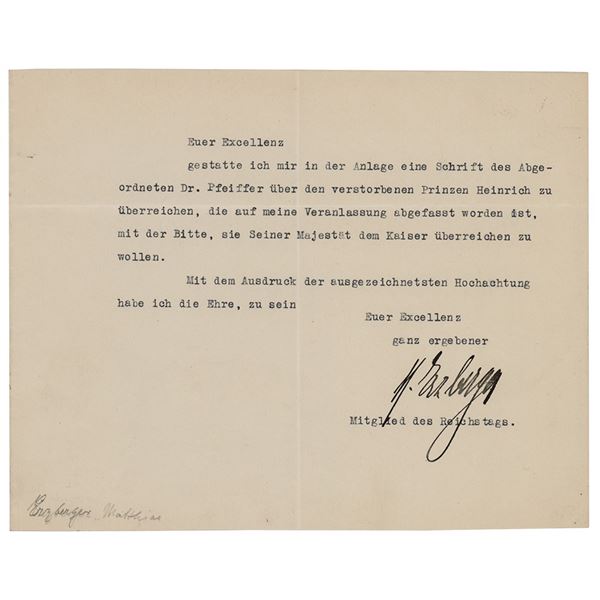 Euer Excellenz
gestatte ich mir in der Anlage eine Schrift des Abge-
ordneten Dr. Pfeiffer über den verstorbenen Prinzen Heinrich zu
überreichen, die auf meine Veranlassung abgefasst worden ist,
mit der Bitte, sie Seiner Majestät dem Kaiser überreichen zu
wollen.
Mit dem Ausdruck der ausgezeichnetsten Hochachtung
habe ich die Ehre, zu sein
Euer Excellenz
ganz ergebener
M. Erzberger
Mitglied des Reichstags.
Erzberger Matthias